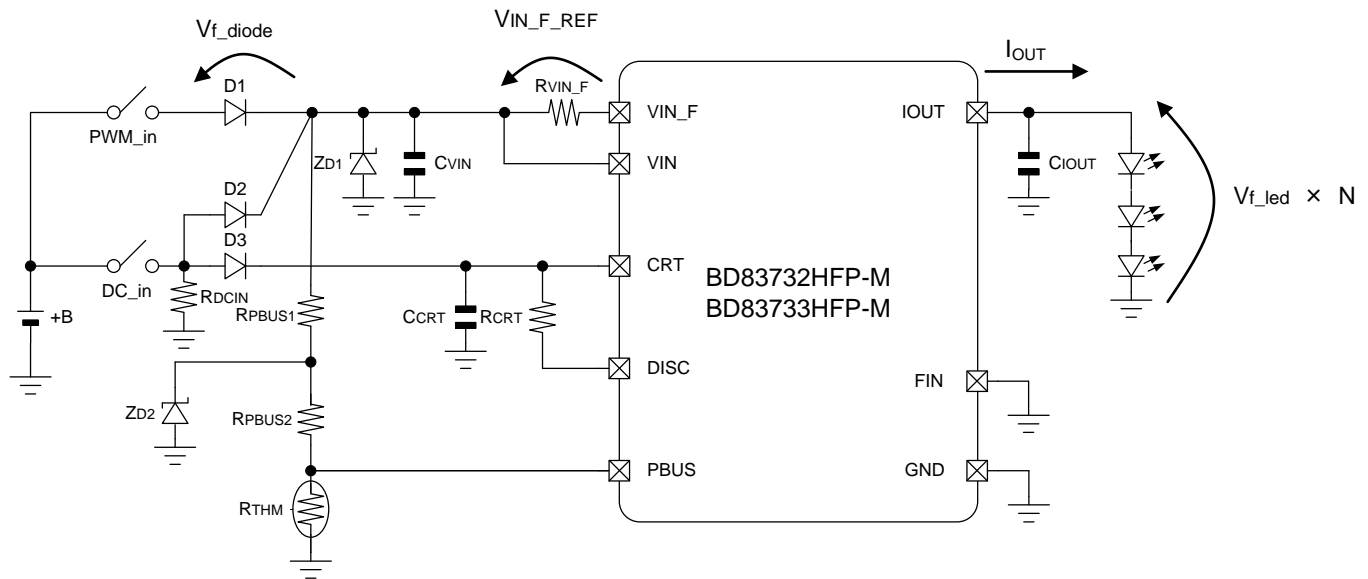 VIN_F_REF
Vf_diode
IOUT
D1
RVIN_F
PWM_in
VIN_F
IOUT
ZD1
CVIN
VIN
CIOUT
Vf_led × N
D2
D3
CRT
DC_in
RDCIN
BD83732HFP-M
BD83733HFP-M
+B
RPBUS1
CCRT
RCRT
DISC
FIN
ZD2
RPBUS2
PBUS
GND
RTHM